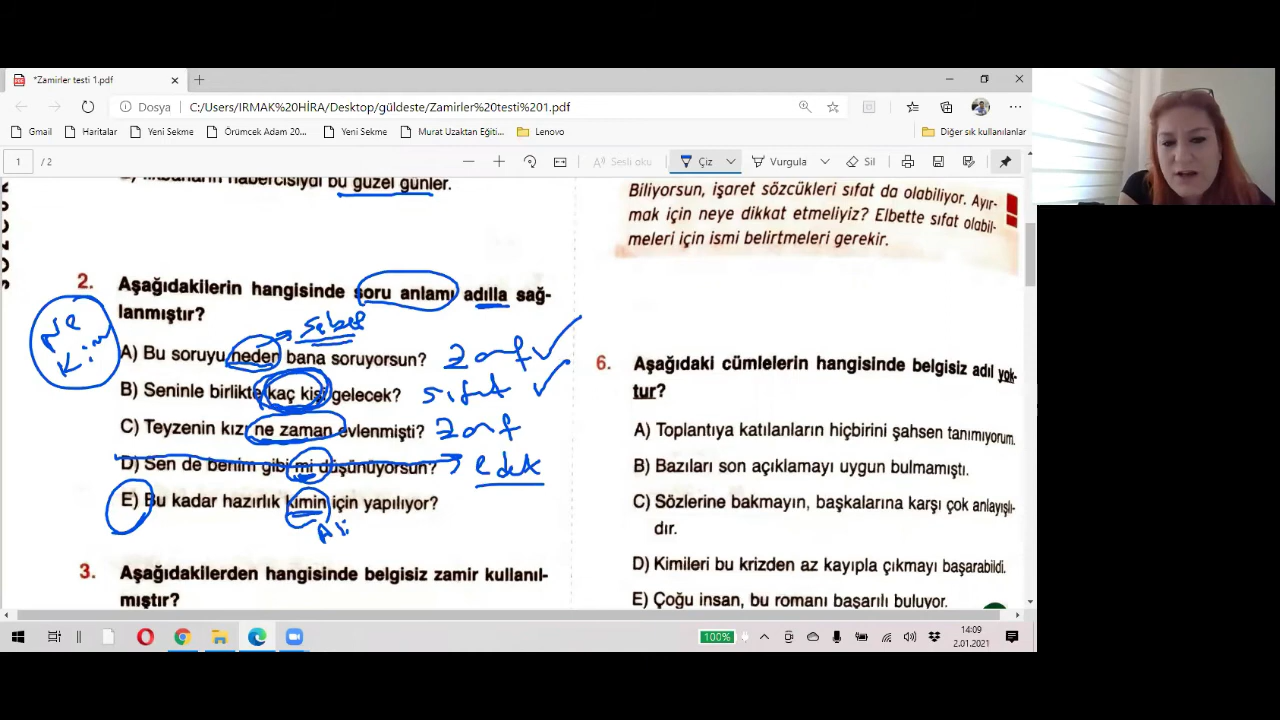 *Zamirler testi 1.pdf
Dosya
C:/Users/IRMAK%20HİRA/Desktop/güldeste/Zamirler%20testi%201.pdf
Gmail
Haritalar
Yeni Sekme
Örümcek Adam 20...
Yeni Sekme
Murat Uzaktan Eğiti...
Lenovo
Diğer sık kullanılanlar
1
/ 2
Sesli oku
Çiz
Vurgula
Sil
habercisiydi bu güzel günler.
2. Aşağıdakilerin hangisinde soru anlamı adılla sağ-
lanmıştır?
Ne
Kim
sebep
A) Bu soruyu neden bana soruyorsun? zarf
B) Seninle birlikte kaç kişi gelecek? sıfat
C) Teyzenin kızı ne zaman evlenmişti? zarf
D) Sen de benim gibi mi düşünüyorsun? edat
E) Bu kadar hazırlık kimin için yapılıyor?
Ali
3. Aşağıdakilerden hangisinde belgisiz zamir kullanıl-
mıştır?
Biliyorsun, işaret sözcükleri sıfat da olabiliyor. Ayır-
mak için neye dikkat etmeliyiz? Elbette sıfat olabil-
meleri için ismi belirtmeleri gerekir.
6. Aşağıdaki cümlelerin hangisinde belgisiz adıl yok-
tur?
A) Toplantıya katılanların hiçbirini şahsen tanımıyorum.
B) Bazıları son açıklamayı uygun bulmamıştı.
C) Sözlerine bakmayın, başkalarına karşı çok anlayışlı-
dır.
D) Kimileri bu krizden az kayıpla çıkmayı başarabildi.
E) Çoğu insan, bu romanı başarılı buluyor.
100%
14:09
2.01.2021